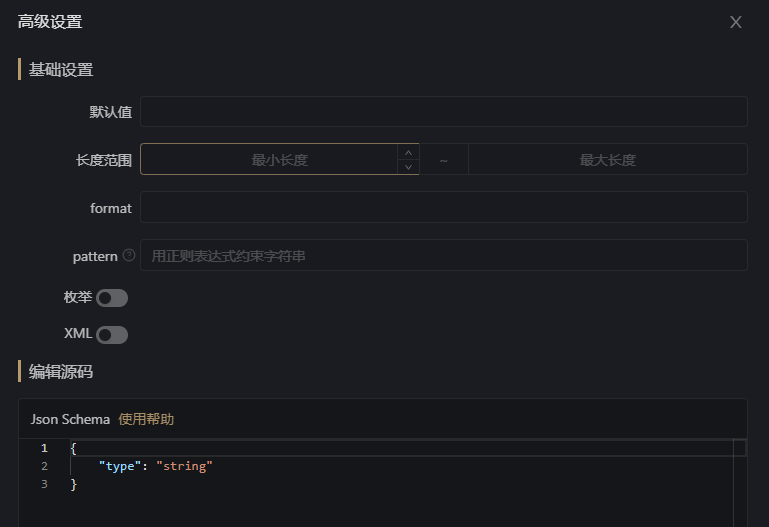 高级设置
基础设置
默认值
长度范围 最小长度 ~ 最大长度
format
pattern 用正则表达式约束字符串
枚举
XML
编辑源码
Json Schema 使用帮助
1 {
2 "type": "string"
3 }